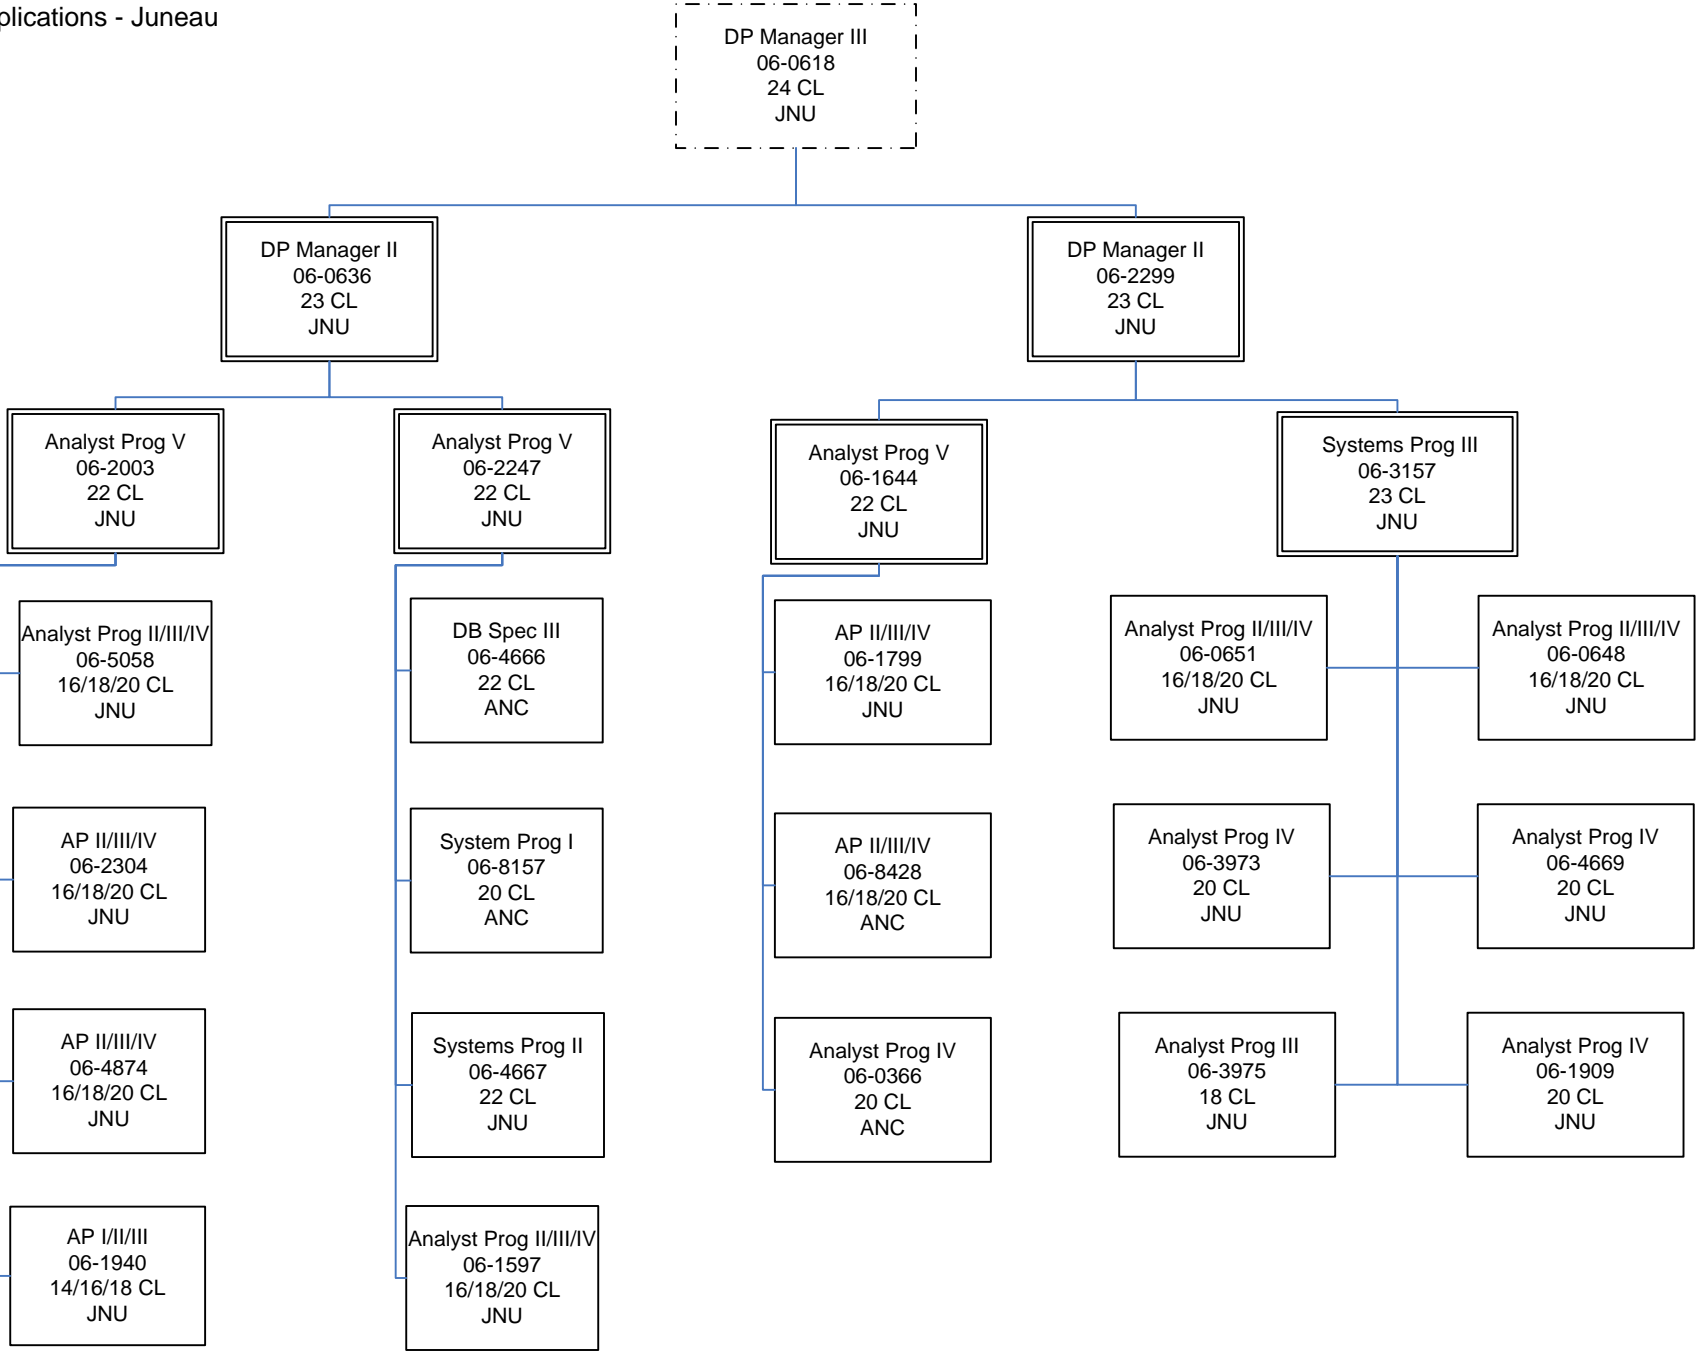 plications - Juneau
DP Manager III
06-0618
24 CL
JNU
DP Manager II
06-0636
23 CL
JNU
DP Manager II
06-2299
23 CL
JNU
Analyst Prog V
06-2003
22 CL
JNU
Analyst Prog V
06-2247
22 CL
JNU
Analyst Prog V
06-1644
22 CL
JNU
Systems Prog III
06-3157
23 CL
JNU
Analyst Prog II/III/IV
06-5058
16/18/20 CL
JNU
DB Spec III
06-4666
22 CL
ANC
AP II/III/IV
06-1799
16/18/20 CL
JNU
Analyst Prog II/III/IV
06-0651
16/18/20 CL
JNU
Analyst Prog II/III/IV
06-0648
16/18/20 CL
JNU
AP II/III/IV
06-2304
16/18/20 CL
JNU
System Prog I
06-8157
20 CL
ANC
AP II/III/IV
06-8428
16/18/20 CL
ANC
Analyst Prog IV
06-3973
20 CL
JNU
Analyst Prog IV
06-4669
20 CL
JNU
AP II/III/IV
06-4874
16/18/20 CL
JNU
Systems Prog II
06-4667
22 CL
JNU
Analyst Prog IV
06-0366
20 CL
ANC
Analyst Prog III
06-3975
18 CL
JNU
Analyst Prog IV
06-1909
20 CL
JNU
AP I/II/III
06-1940
14/16/18 CL
JNU
Analyst Prog II/III/IV
06-1597
16/18/20 CL
JNU